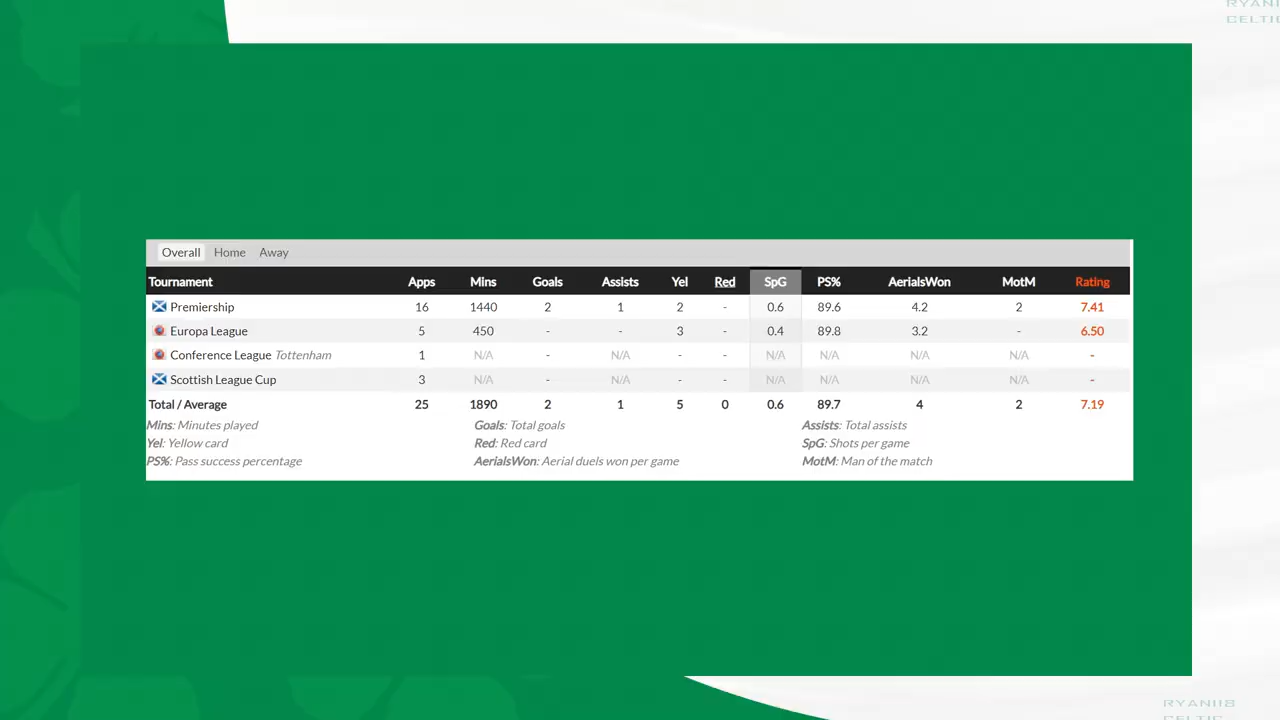 RYANI
CELTIC
Overall Home Away
Tournament Apps Mins Goals Assists Yel Red SpG PS% AerialsWon MotM Rating
Premiership 16 1440 2 1 2 - 0.6 89.6 4.2 2 7.41
Europa League 5 450 - - 3 - 0.4 89.8 3.2 - 6.50
Conference League Tottenham 1 N/A - N/A - - N/A N/A N/A N/A -
Scottish League Cup 3 N/A - N/A - - N/A N/A N/A N/A -
Total / Average 25 1890 2 1 5 0 0.6 89.7 4 2 7.19
Mins: Minutes played Goals: Total goals Assists: Total assists
Yel: Yellow card Red: Red card SpG: Shots per game
PS%: Pass success percentage AerialsWon: Aerial duels won per game MotM: Man of the match
RYAN118
CELTIC